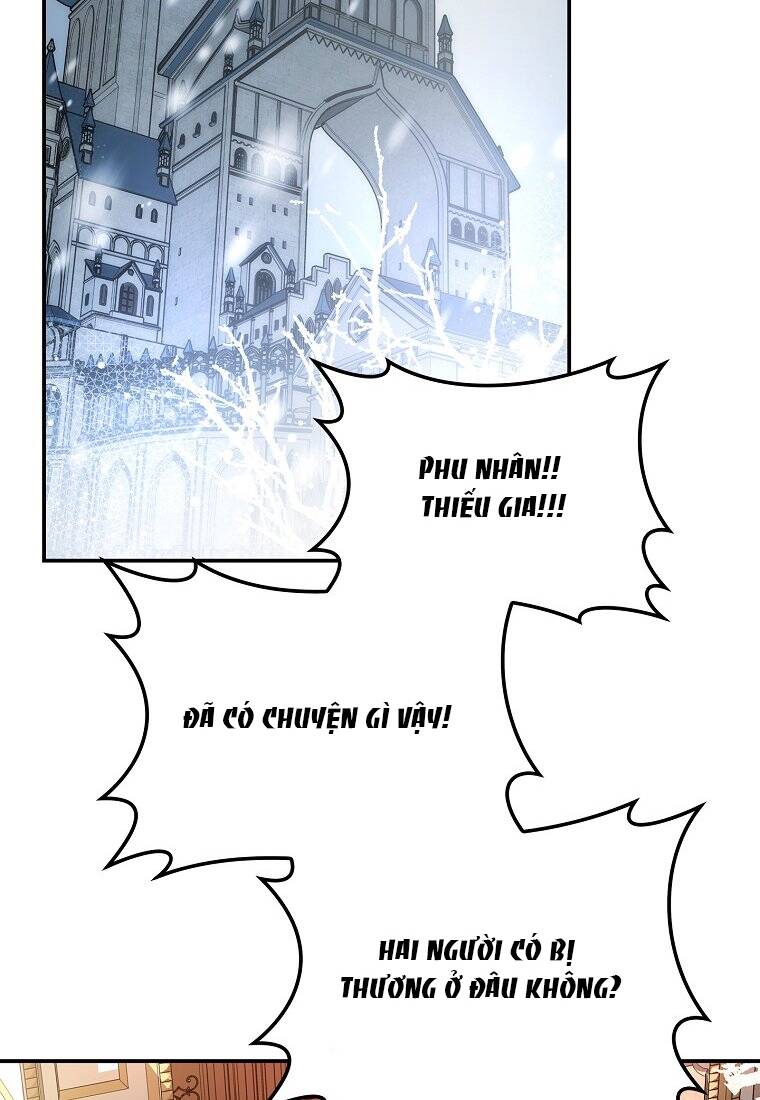 PHU NHÂN!!
THIẾU GIA!!!
ĐÃ CÓ CHUYỆN GÌ VẬY!
HAI NGƯỜI CÓ BỊ
THƯƠNG Ở ĐÂU KHÔNG?